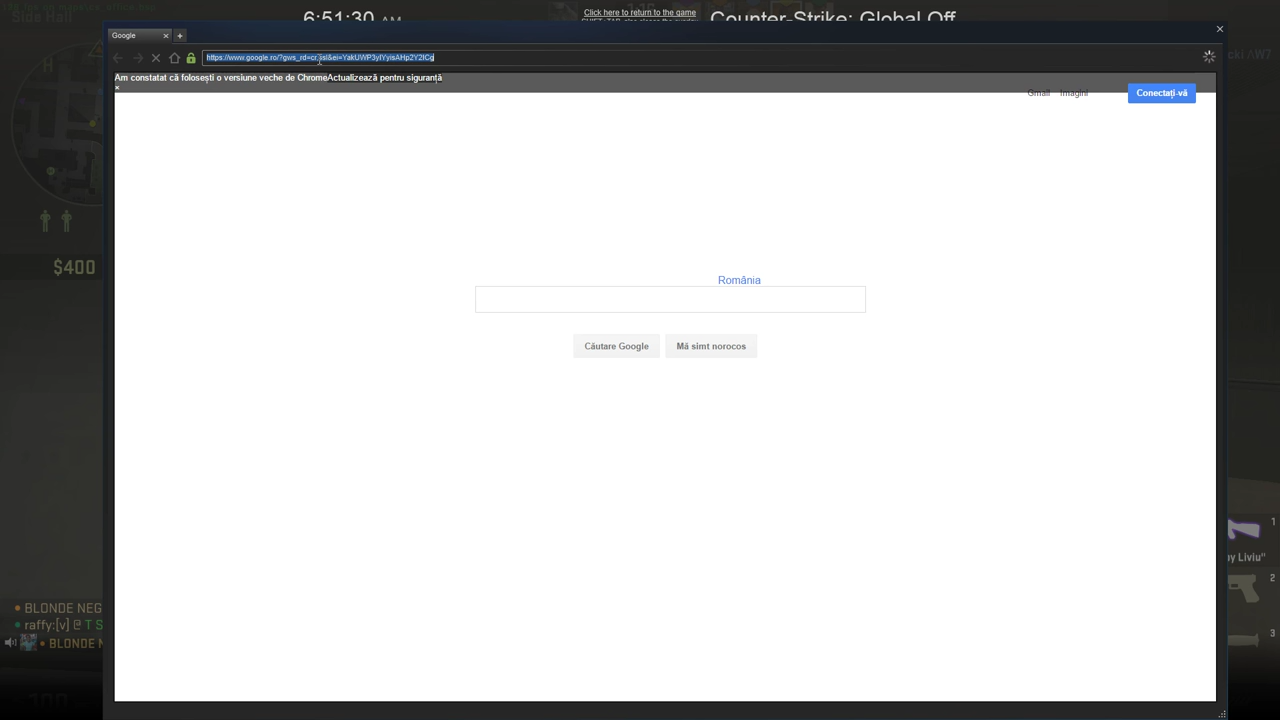 Side Hall
6:51:30 AM
Click here to return to the game
Counter-Strike: Global Off
Google
https://www.google.ro/?gws_rd=cr,ssl&ei=YakUWP3yIYyisAHp2Y2ICg
Am constatat că folosești o versiune veche de ChromeActualizează pentru siguranță
×
Gmail Imagini
Conectați-vă
$400
România
Căutare Google
Mă simt norocos
1
by Liviu"
2
3
BLONDE NEG
raffy:[v] @ T S
BLONDE N